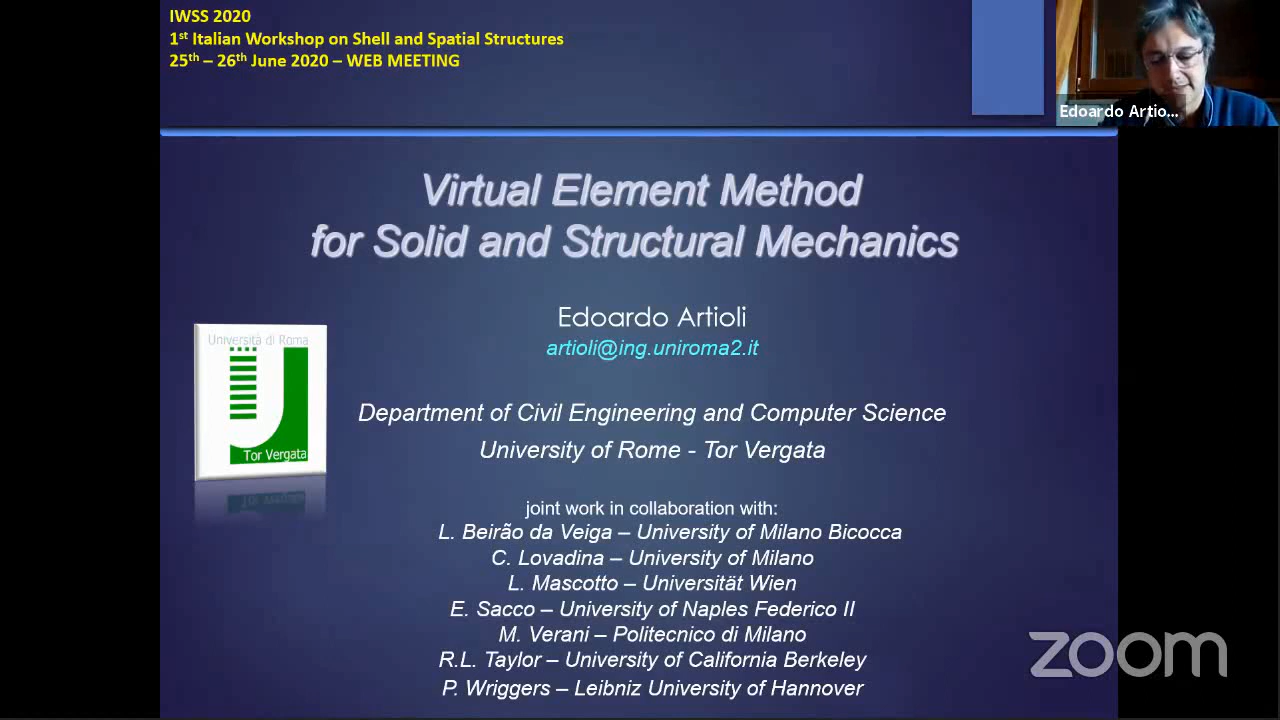 IWSS 2020
1st Italian Workshop on Shell and Spatial Structures
25th – 26th June 2020 – WEB MEETING
Edoardo Artio...
Virtual Element Method
for Solid and Structural Mechanics
Edoardo Artioli
artioli@ing.uniroma2.it
Università di Roma
Tor Vergata
Department of Civil Engineering and Computer Science
University of Rome - Tor Vergata
joint work in collaboration with:
L. Beirão da Veiga – University of Milano Bicocca
C. Lovadina – University of Milano
L. Mascotto – Universität Wien
E. Sacco – University of Naples Federico II
M. Verani – Politecnico di Milano
R.L. Taylor – University of California Berkeley
P. Wriggers – Leibniz University of Hannover
zoom